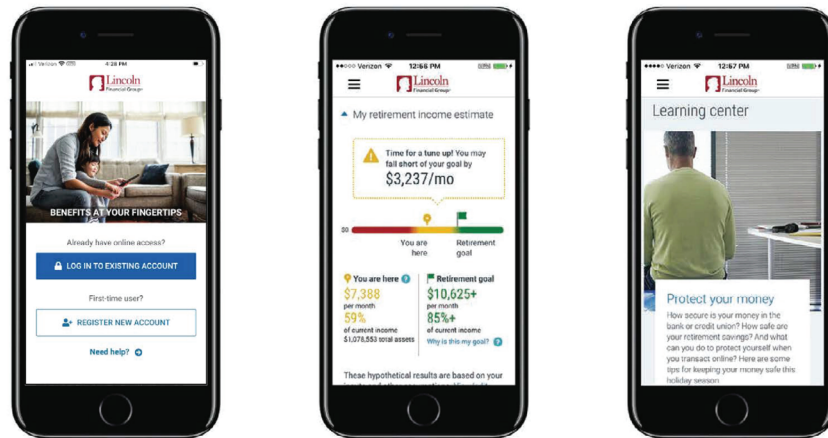 Verizon
4:28 PM
Lincoln
Financial Group
BENEFITS AT YOUR FINGERTIPS
Already have online access?
LOG IN TO EXISTING ACCOUNT
First-time user?
REGISTER NEW ACCOUNT
Need help?
Verizon
12:56 PM
Lincoln
Financial Group
My retirement income estimate
Time for a tune up! You may
fall short of your goal by
$3,237/mo
$0
You are
here
Retirement
goal
You are here ?
$7,388
per month
59%
of current income
$1,078,553 total assets
Retirement goal
$10,625+
per month
85%+
of current income
Why is this my goal? ?
These hypothetical results are based on your
Verizon
12:57 PM
Lincoln
Financial Group
Learning center
Protect your money
How secure is your money in the
bank or credit union? How safe are
your retirement savings? And what
can you do to protect yourself when
you transact online? Here are some
tips for keeping your money safe this
holiday season